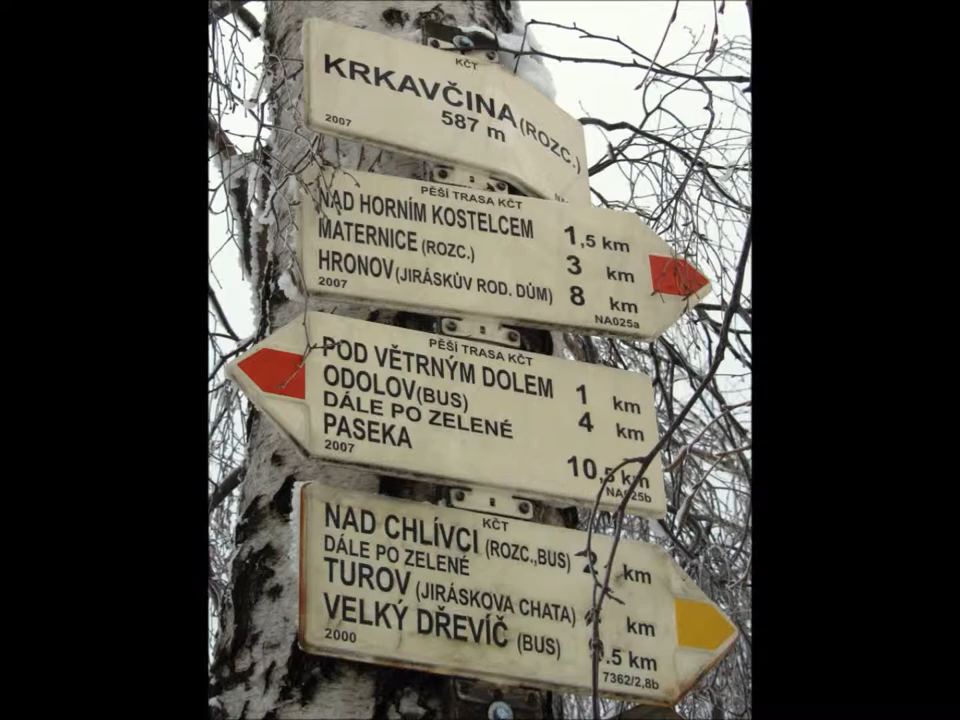 KČT
KRKAVČINA (ROZC.)
587 m
2007
PĚŠÍ TRASA KČT
NAD HORNÍM KOSTELCEM 1,5 km
MATERNICE (ROZC.) 3 km
HRONOV (JIRÁSKŮV ROD. DŮM) 8 km
2007 NA025a
PĚŠÍ TRASA KČT
POD VĚTRNÝM DOLEM 1 km
ODOLOV (BUS) 4 km
DÁLE PO ZELENÉ
PASEKA 10,5 km
2007 NA025b
KČT
NAD CHLÍVCI (ROZC.,BUS) 2 km
DÁLE PO ZELENÉ
TUROV (JIRÁSKOVA CHATA) km
VELKÝ DŘEVÍČ (BUS) .5 km
2000 7362/2,8b